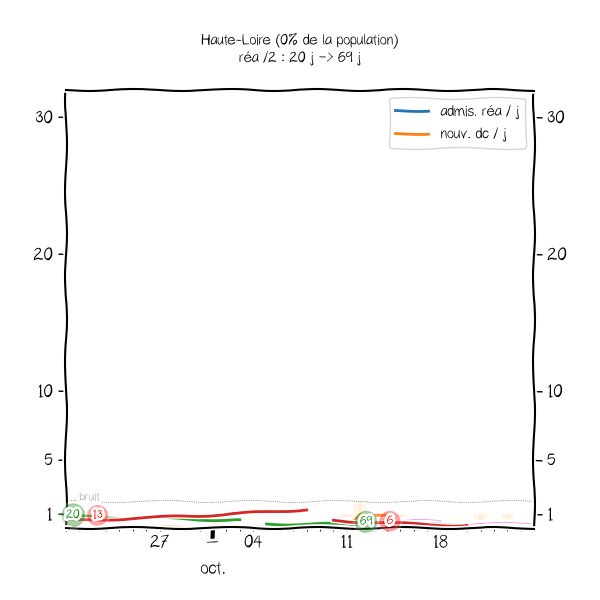 Haute-Loire (0% de la population)
réa /2 : 20 j -> 69 j
admis. réa / j
nouv. dc / j
30 30
20 20
10 10
5 5
... bruit
1 20 13 69 6 1
27 04 11 18
oct.